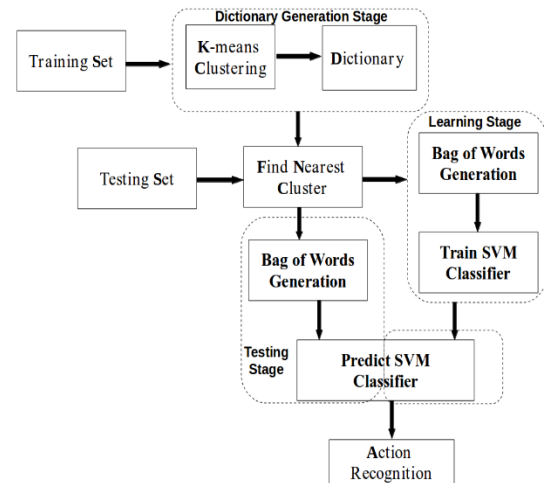 Dictionary Generation Stage
Training Set
K-means
Clustering
Dictionary
Learning Stage
Testing Set
Find Nearest
Cluster
Bag of Words
Generation
Bag of Words
Generation
Train SVM
Classifier
Testing
Stage
Predict SVM
Classifier
Action
Recognition